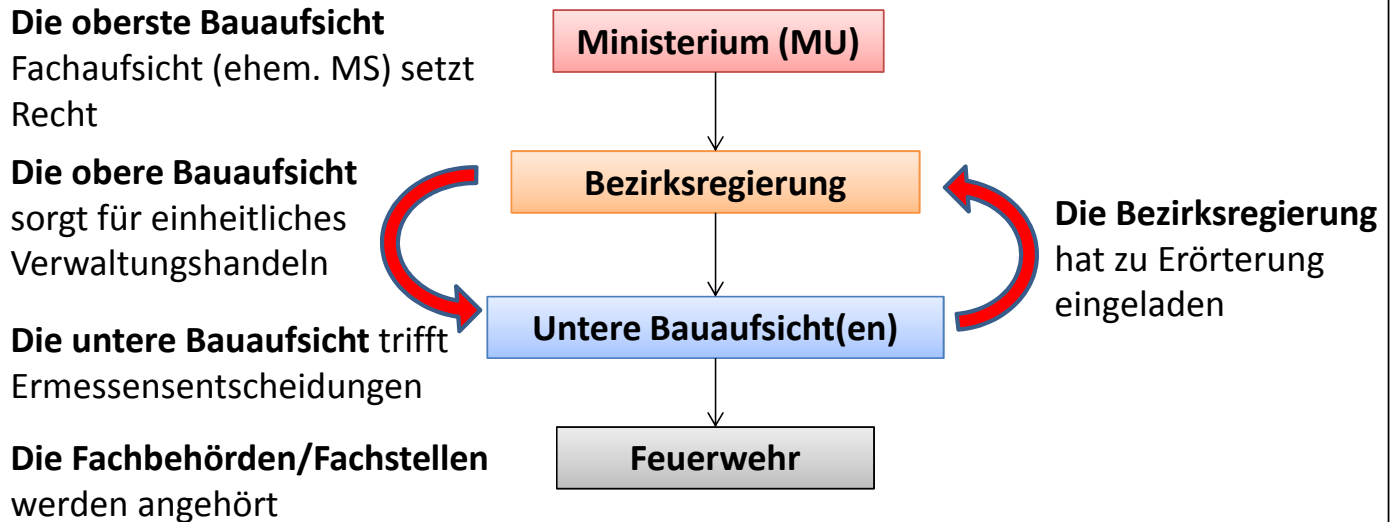 Die oberste Bauaufsicht
Fachaufsicht (ehem. MS) setzt
Recht
Ministerium (MU)
Die obere Bauaufsicht
sorgt für einheitliches
Verwaltungshandeln
Bezirksregierung
Die Bezirksregierung
hat zu Erörterung
eingeladen
Die untere Bauaufsicht trifft
Ermessensentscheidungen
Untere Bauaufsicht(en)
Die Fachbehörden/Fachstellen
werden angehört
Feuerwehr